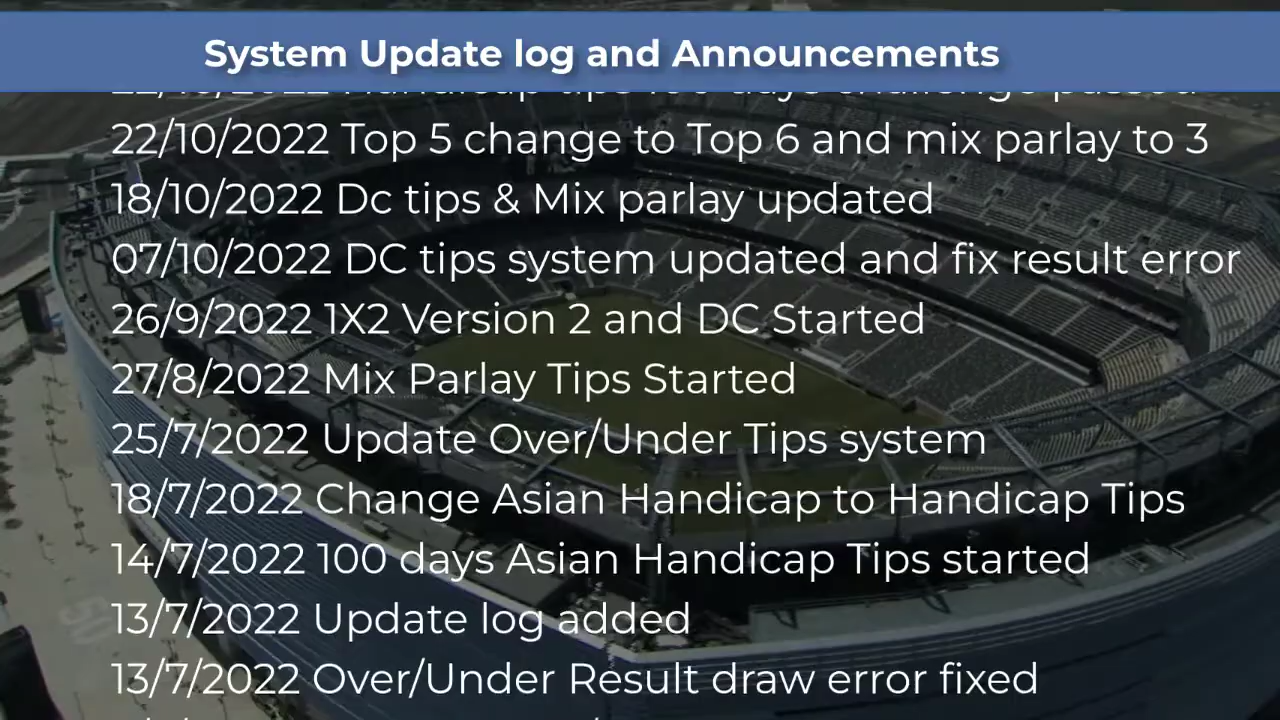 System Update log and Announcements
22/10/2022 Top 5 change to Top 6 and mix parlay to 3
18/10/2022 Dc tips & Mix parlay updated
07/10/2022 DC tips system updated and fix result error
26/9/2022 1X2 Version 2 and DC Started
27/8/2022 Mix Parlay Tips Started
25/7/2022 Update Over/Under Tips system
18/7/2022 Change Asian Handicap to Handicap Tips
14/7/2022 100 days Asian Handicap Tips started
13/7/2022 Update log added
13/7/2022 Over/Under Result draw error fixed